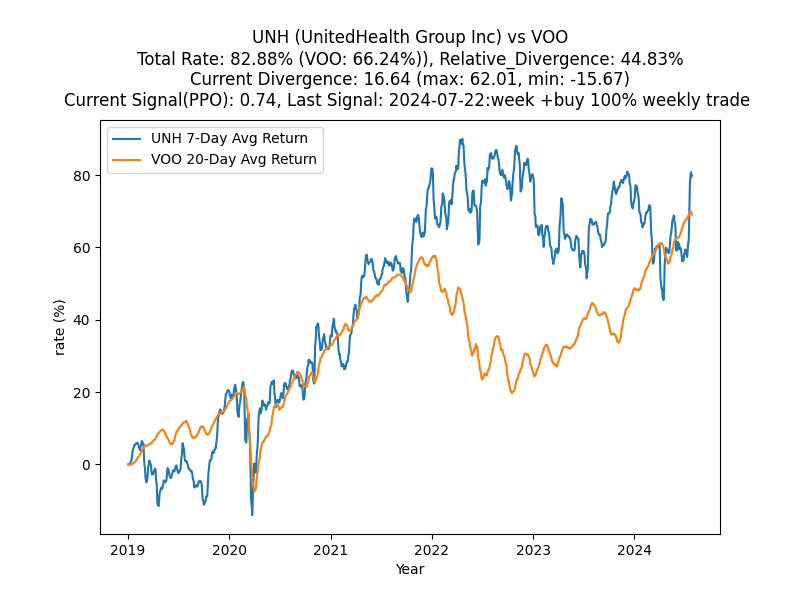 UNH (UnitedHealth Group Inc) vs VOO
Total Rate: 82.88% (VOO: 66.24%)), Relative_Divergence: 44.83%
Current Divergence: 16.64 (max: 62.01, min: -15.67)
Current Signal(PPO): 0.74, Last Signal: 2024-07-22:week +buy 100% weekly trade
UNH 7-Day Avg Return
VOO 20-Day Avg Return
80
60
40
20
0
rate (%)
2019 2020 2021 2022 2023 2024
Year